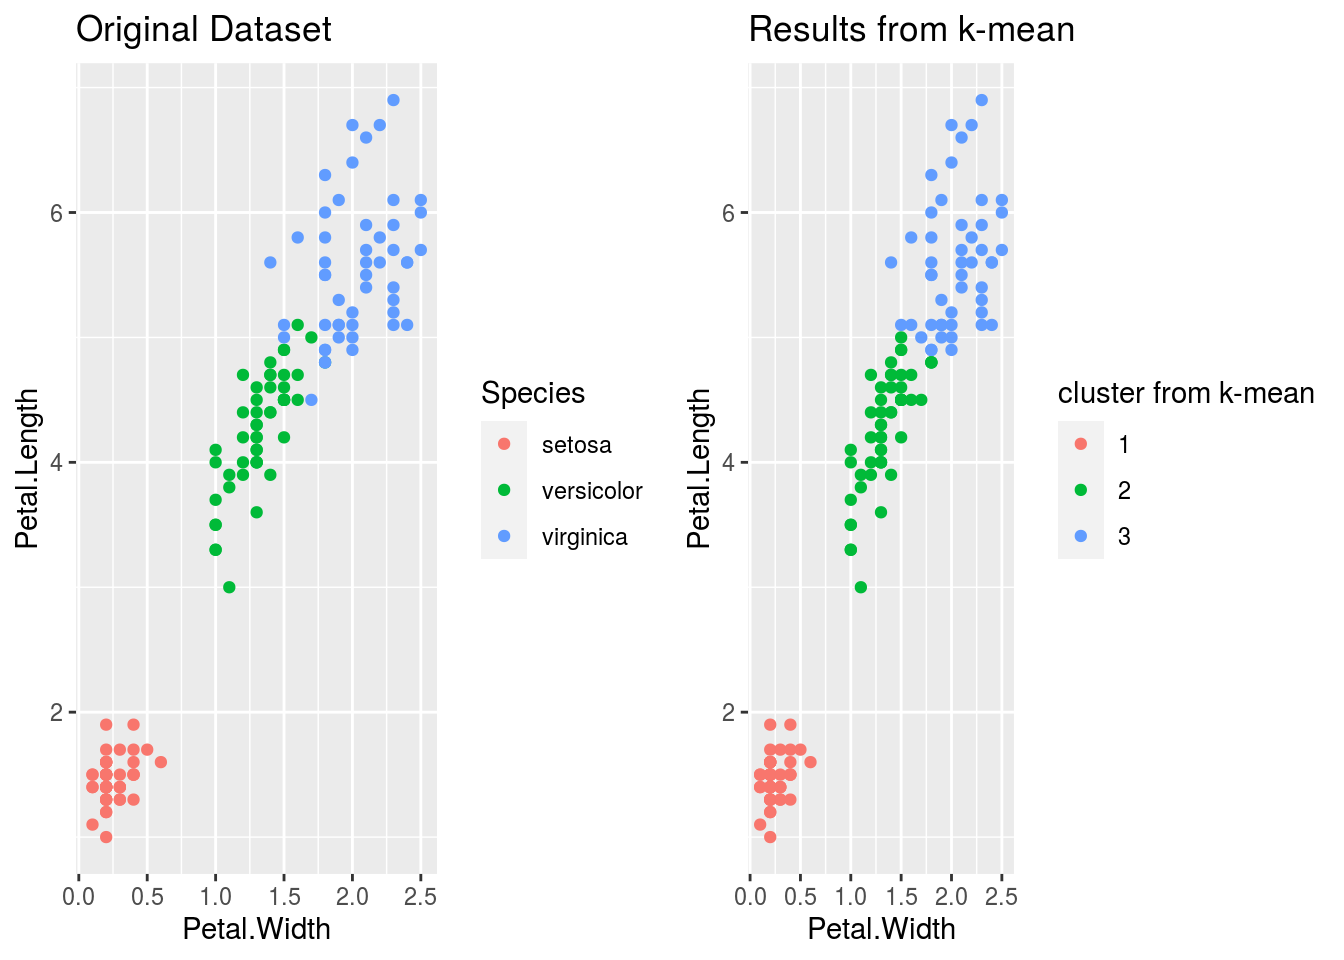 Original Dataset
Petal.Length
6
4
2
0.0 0.5 1.0 1.5 2.0 2.5
Petal.Width
Species
setosa
versicolor
virginica
Results from k-mean
Petal.Length
6
4
2
0.0 0.5 1.0 1.5 2.0 2.5
Petal.Width
cluster from k-mean
1
2
3